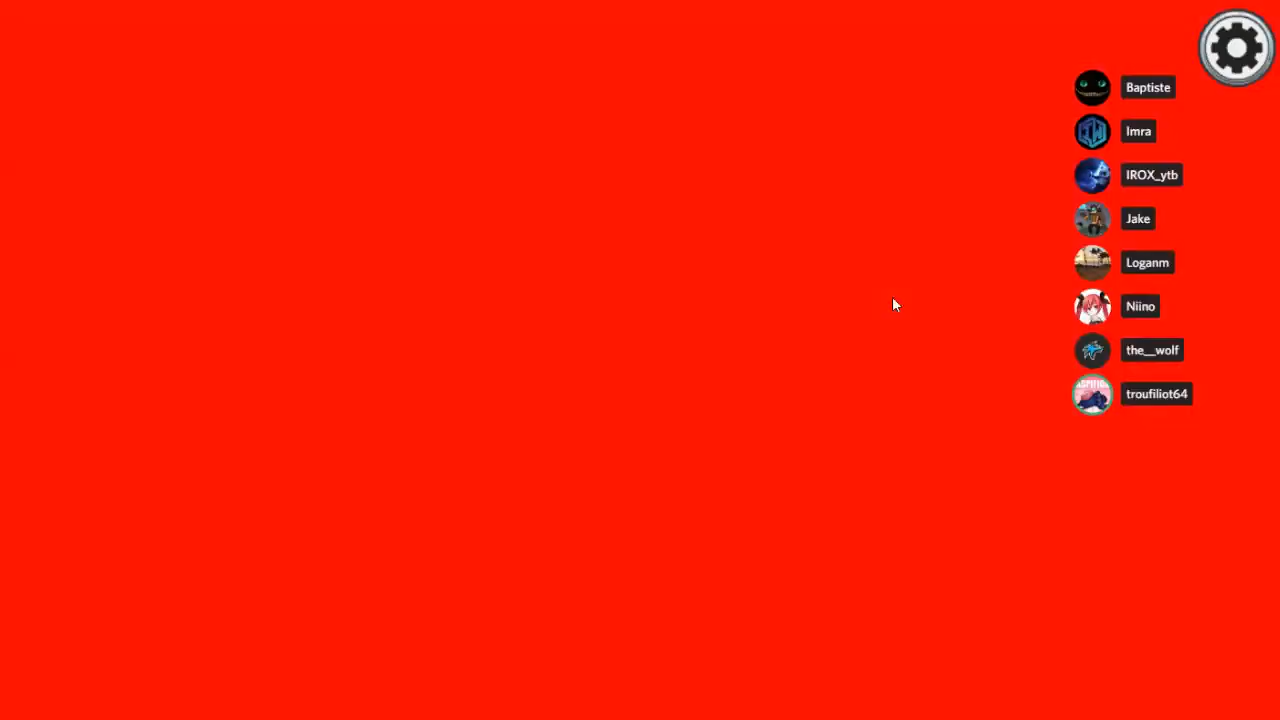 Baptiste
Imra
IROX_ytb
Jake
Loganm
Niino
the__wolf
troufiliot64